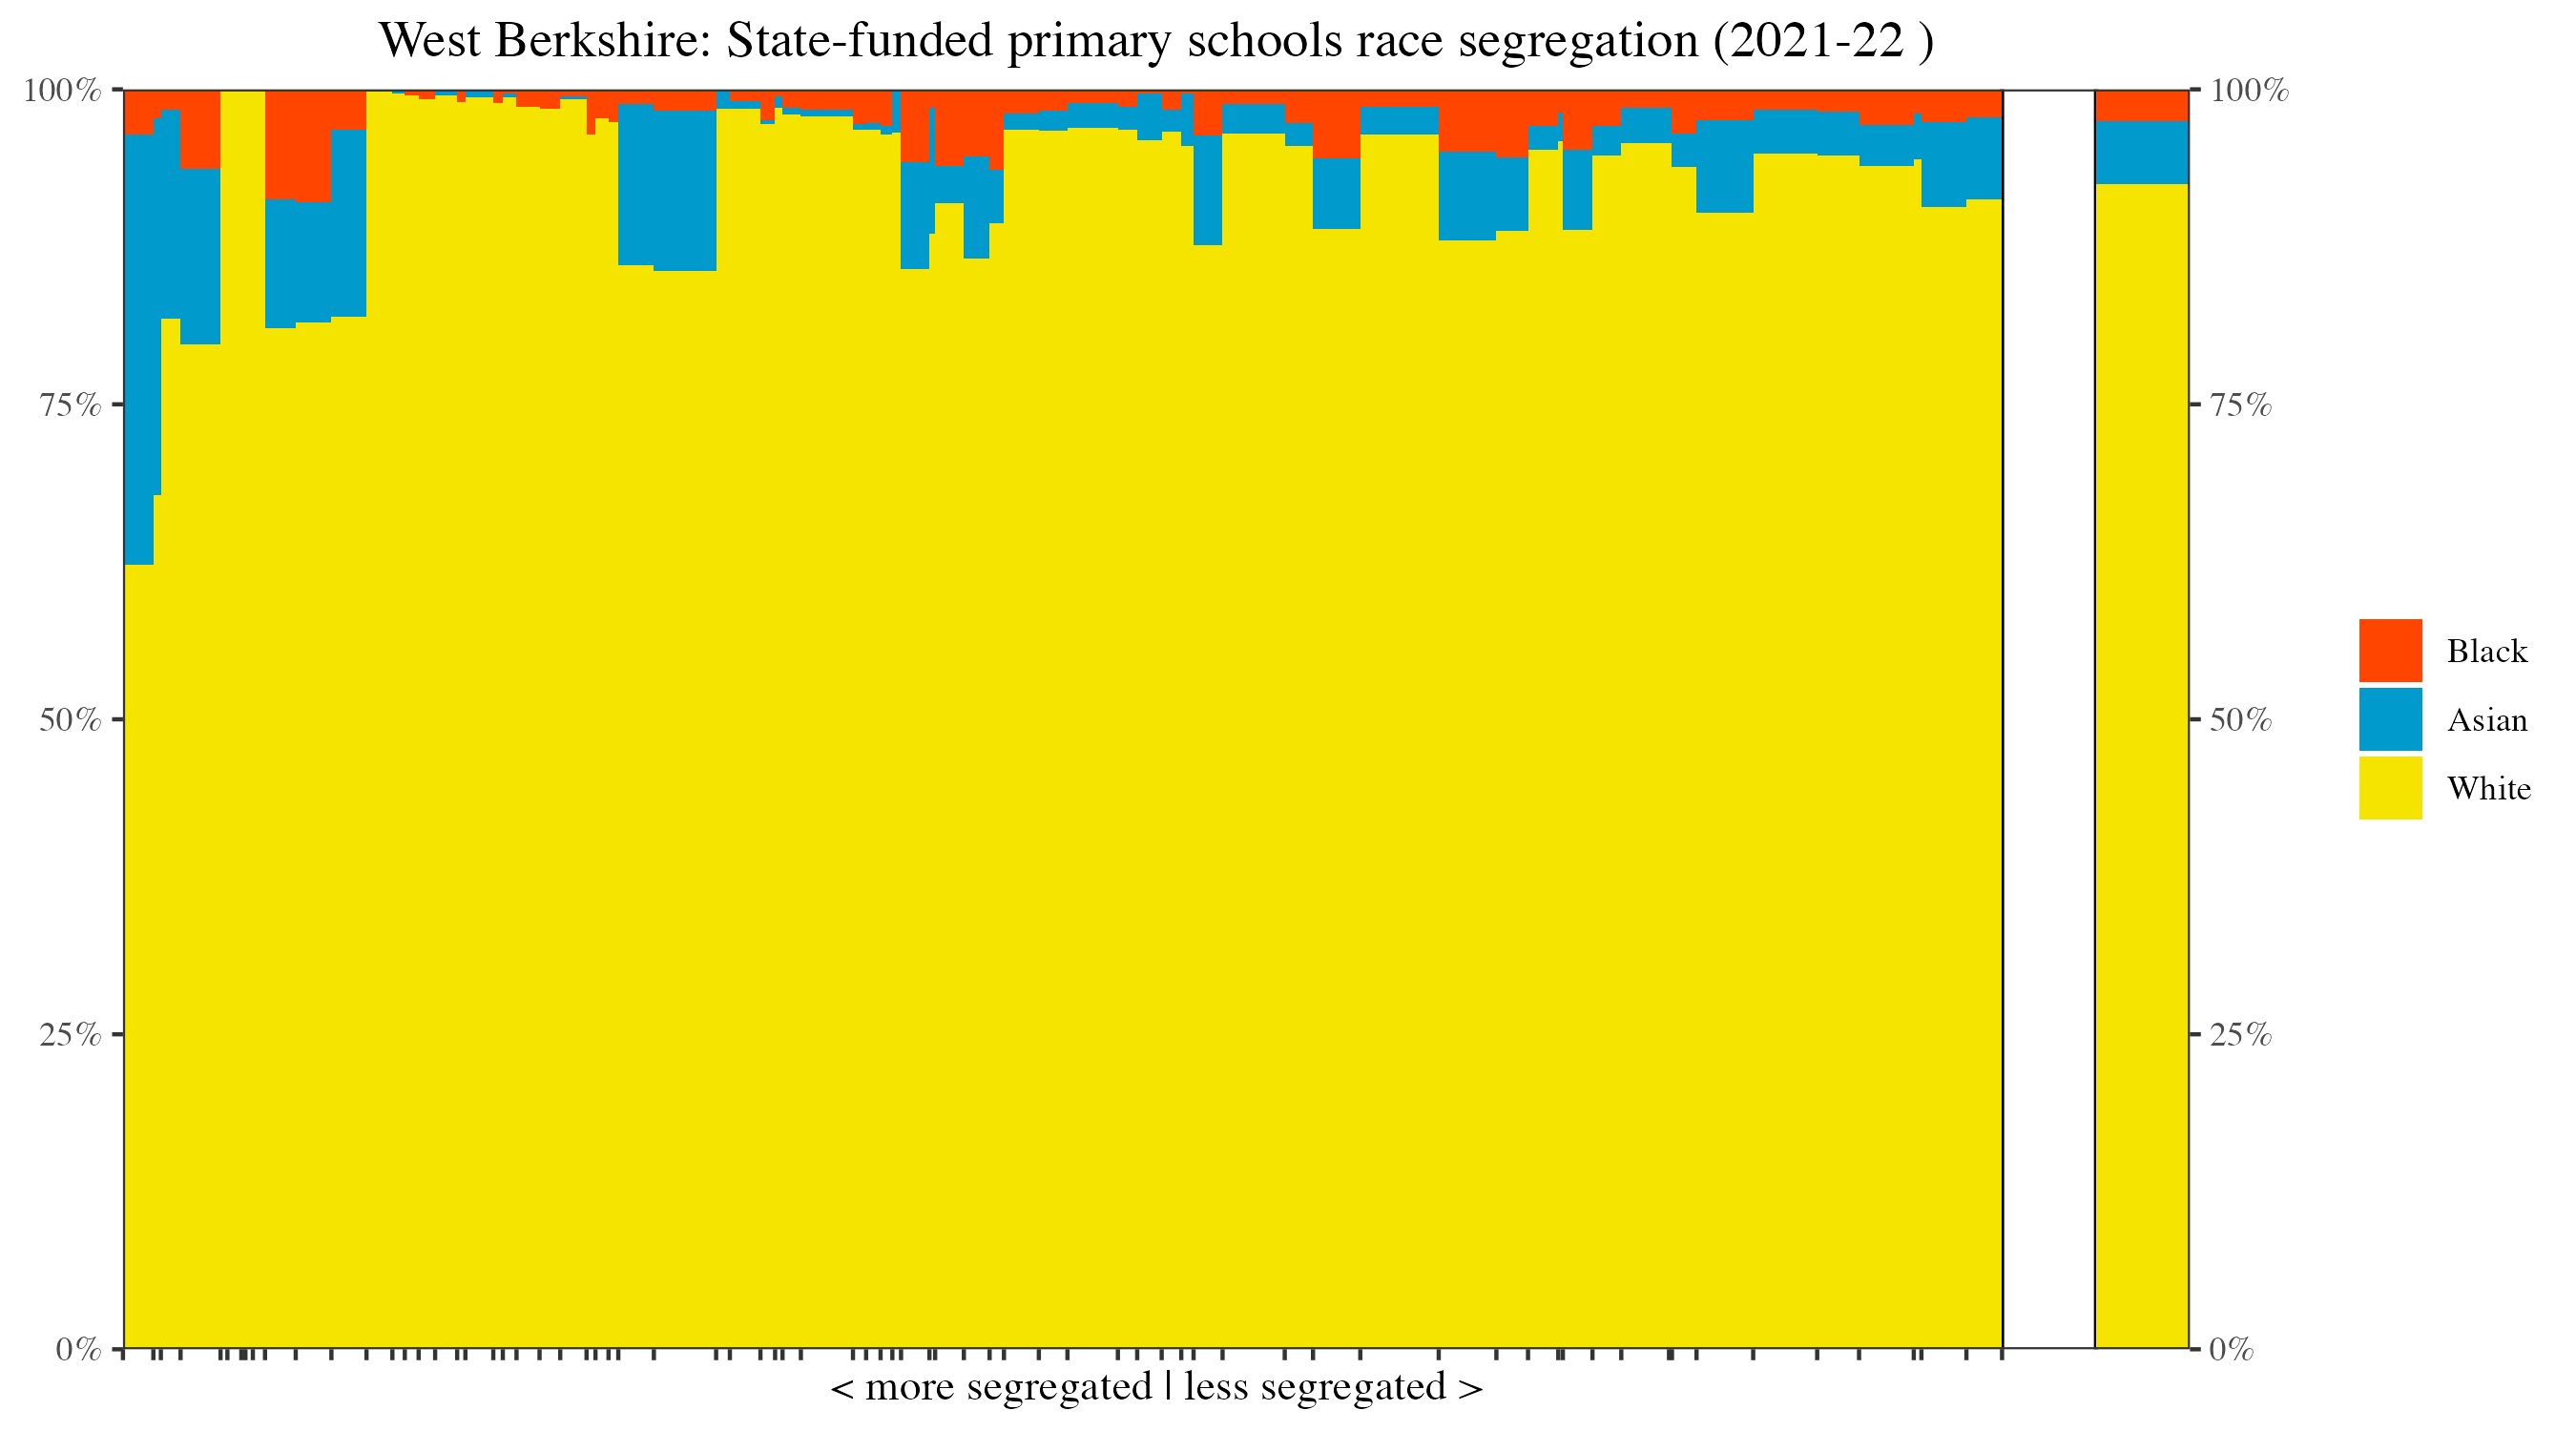 West Berkshire: State-funded primary schools race segregation (2021-22 )
100%
75%
50%
25%
0%
100%
75%
50%
25%
0%
Black
Asian
White
< more segregated | less segregated >